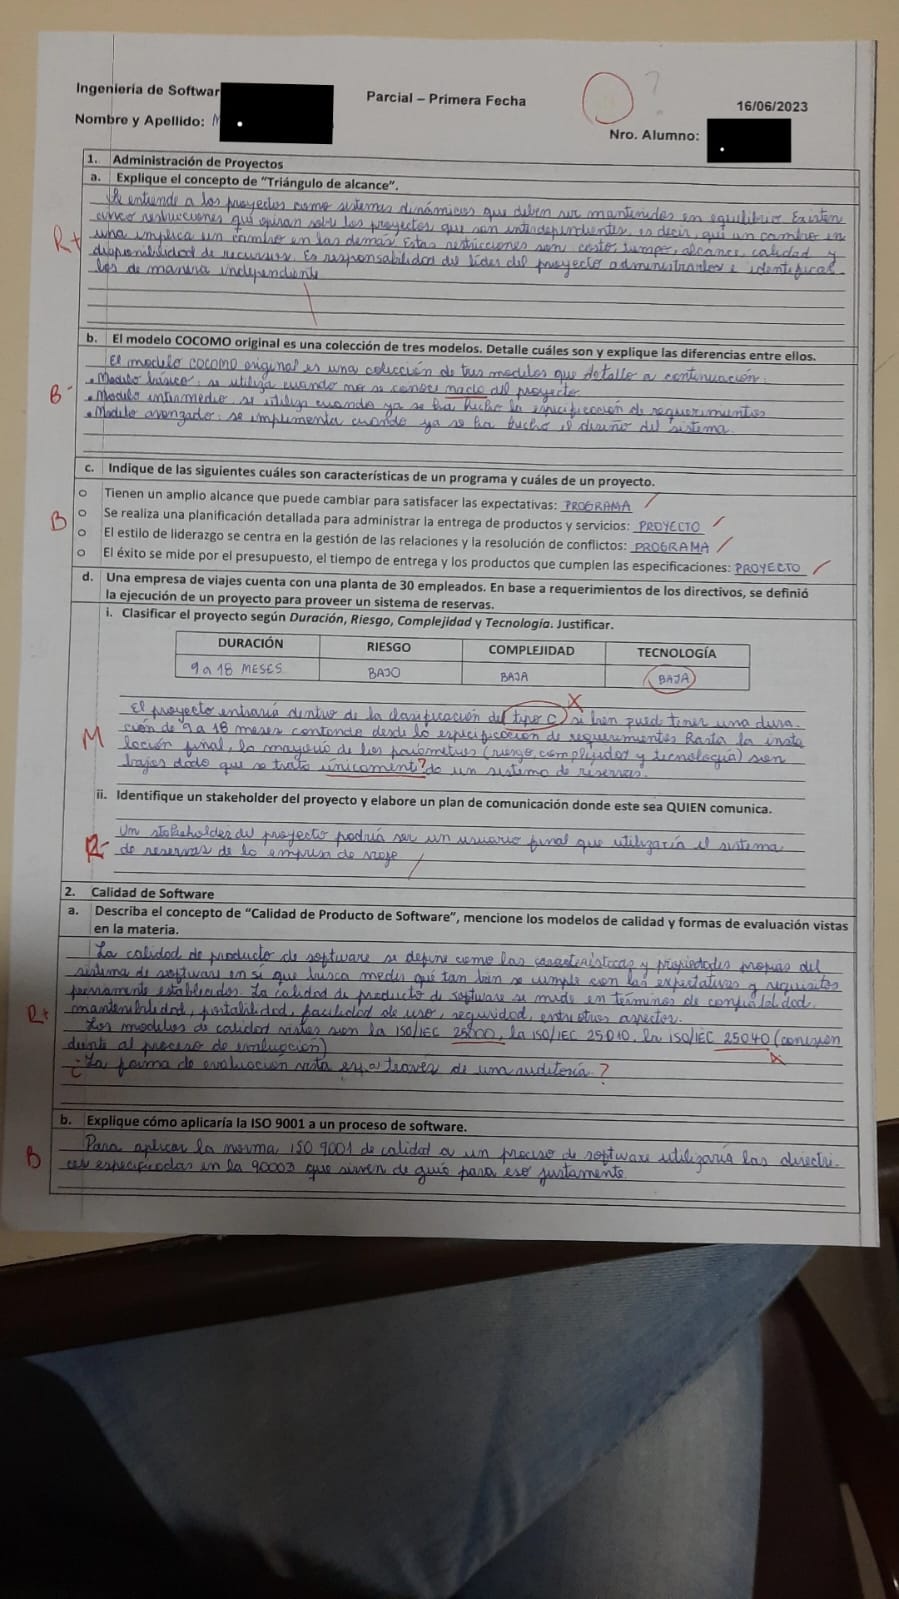 Ingeniería de Softwar
Parcial – Primera Fecha
16/06/2023
Nombre y Apellido: M
Nro. Alumno:
1. Administración de Proyectos
a. Explique el concepto de "Triángulo de alcance".
Se entiende a los proyectos como sistemas dinámicos que deben ser mantenidos en equilibrio. Existen
cinco restricciones que operan sobre los proyectos que son interdependientes, es decir, que un cambio en
R+ una implica un cambio en las demás. Estas restricciones son costo, tiempo, alcance, calidad y
disponibilidad de recursos. Es responsabilidad del líder del proyecto administrarlos e identificar
los de manera independiente
b. El modelo COCOMO original es una colección de tres modelos. Detalle cuáles son y explique las diferencias entre ellos.
El modelo COCOMO original es una colección de tres modelos que detallo a continuación:
• Modelo básico: se utiliza cuando no se conoce nada del proyecto
B- • Modelo intermedio: se utiliza cuando ya se ha hecho la especificación de requerimientos
• Modelo avanzado: se implementa cuando ya se ha hecho el diseño del sistema.
c. Indique de las siguientes cuáles son características de un programa y cuáles de un proyecto.
o Tienen un amplio alcance que puede cambiar para satisfacer las expectativas: PROGRAMA
B o Se realiza una planificación detallada para administrar la entrega de productos y servicios: PROYECTO
o El estilo de liderazgo se centra en la gestión de las relaciones y la resolución de conflictos: PROGRAMA
o El éxito se mide por el presupuesto, el tiempo de entrega y los productos que cumplen las especificaciones: PROYECTO
d. Una empresa de viajes cuenta con una planta de 30 empleados. En base a requerimientos de los directivos, se definió
la ejecución de un proyecto para proveer un sistema de reservas.
i. Clasificar el proyecto según Duración, Riesgo, Complejidad y Tecnología. Justificar.
DURACIÓN RIESGO COMPLEJIDAD TECNOLOGÍA
9 a 18 MESES BAJO BAJA BAJA
El proyecto entraría dentro de la clasificación del tipo C, si bien puede tener una dura-
ción de 9 a 18 meses contando desde la especificación de requerimientos hasta la insta
M lación final, la mayoría de los parámetros (riesgo, complejidad y tecnología) son
bajos dado que se trata únicament? de un sistema de reservas.
ii. Identifique un stakeholder del proyecto y elabore un plan de comunicación donde este sea QUIEN comunica.
Un stakeholder del proyecto podría ser un usuario final que utilizaría el sistema
R- de reservas de la empresa de viaje
2. Calidad de Software
a. Describa el concepto de "Calidad de Producto de Software", mencione los modelos de calidad y formas de evaluación vistas
en la materia.
La calidad de producto de software se define como las características y propiedades propias del
sistema de software en sí que busca medir qué tan bien se cumple con las expectativas y requisitos
previamente establecidos. La calidad de producto de software se mide en términos de confiabilidad,
R+ mantenibilidad, portabilidad, facilidad de uso, seguridad, entre otros aspectos.
Los modelos de calidad vistos son la ISO/IEC 25000, la ISO/IEC 25010, la ISO/IEC 25040 (
diente al proceso de evaluación)
¿La forma de evaluación vista es a través de una auditoría.?
b. Explique cómo aplicaría la ISO 9001 a un proceso de software.
B Para aplicar la norma ISO 9001 de calidad a un proceso de software utilizaría las directri-
ces especificadas en la 90003 que sirven de guía para eso justamente.